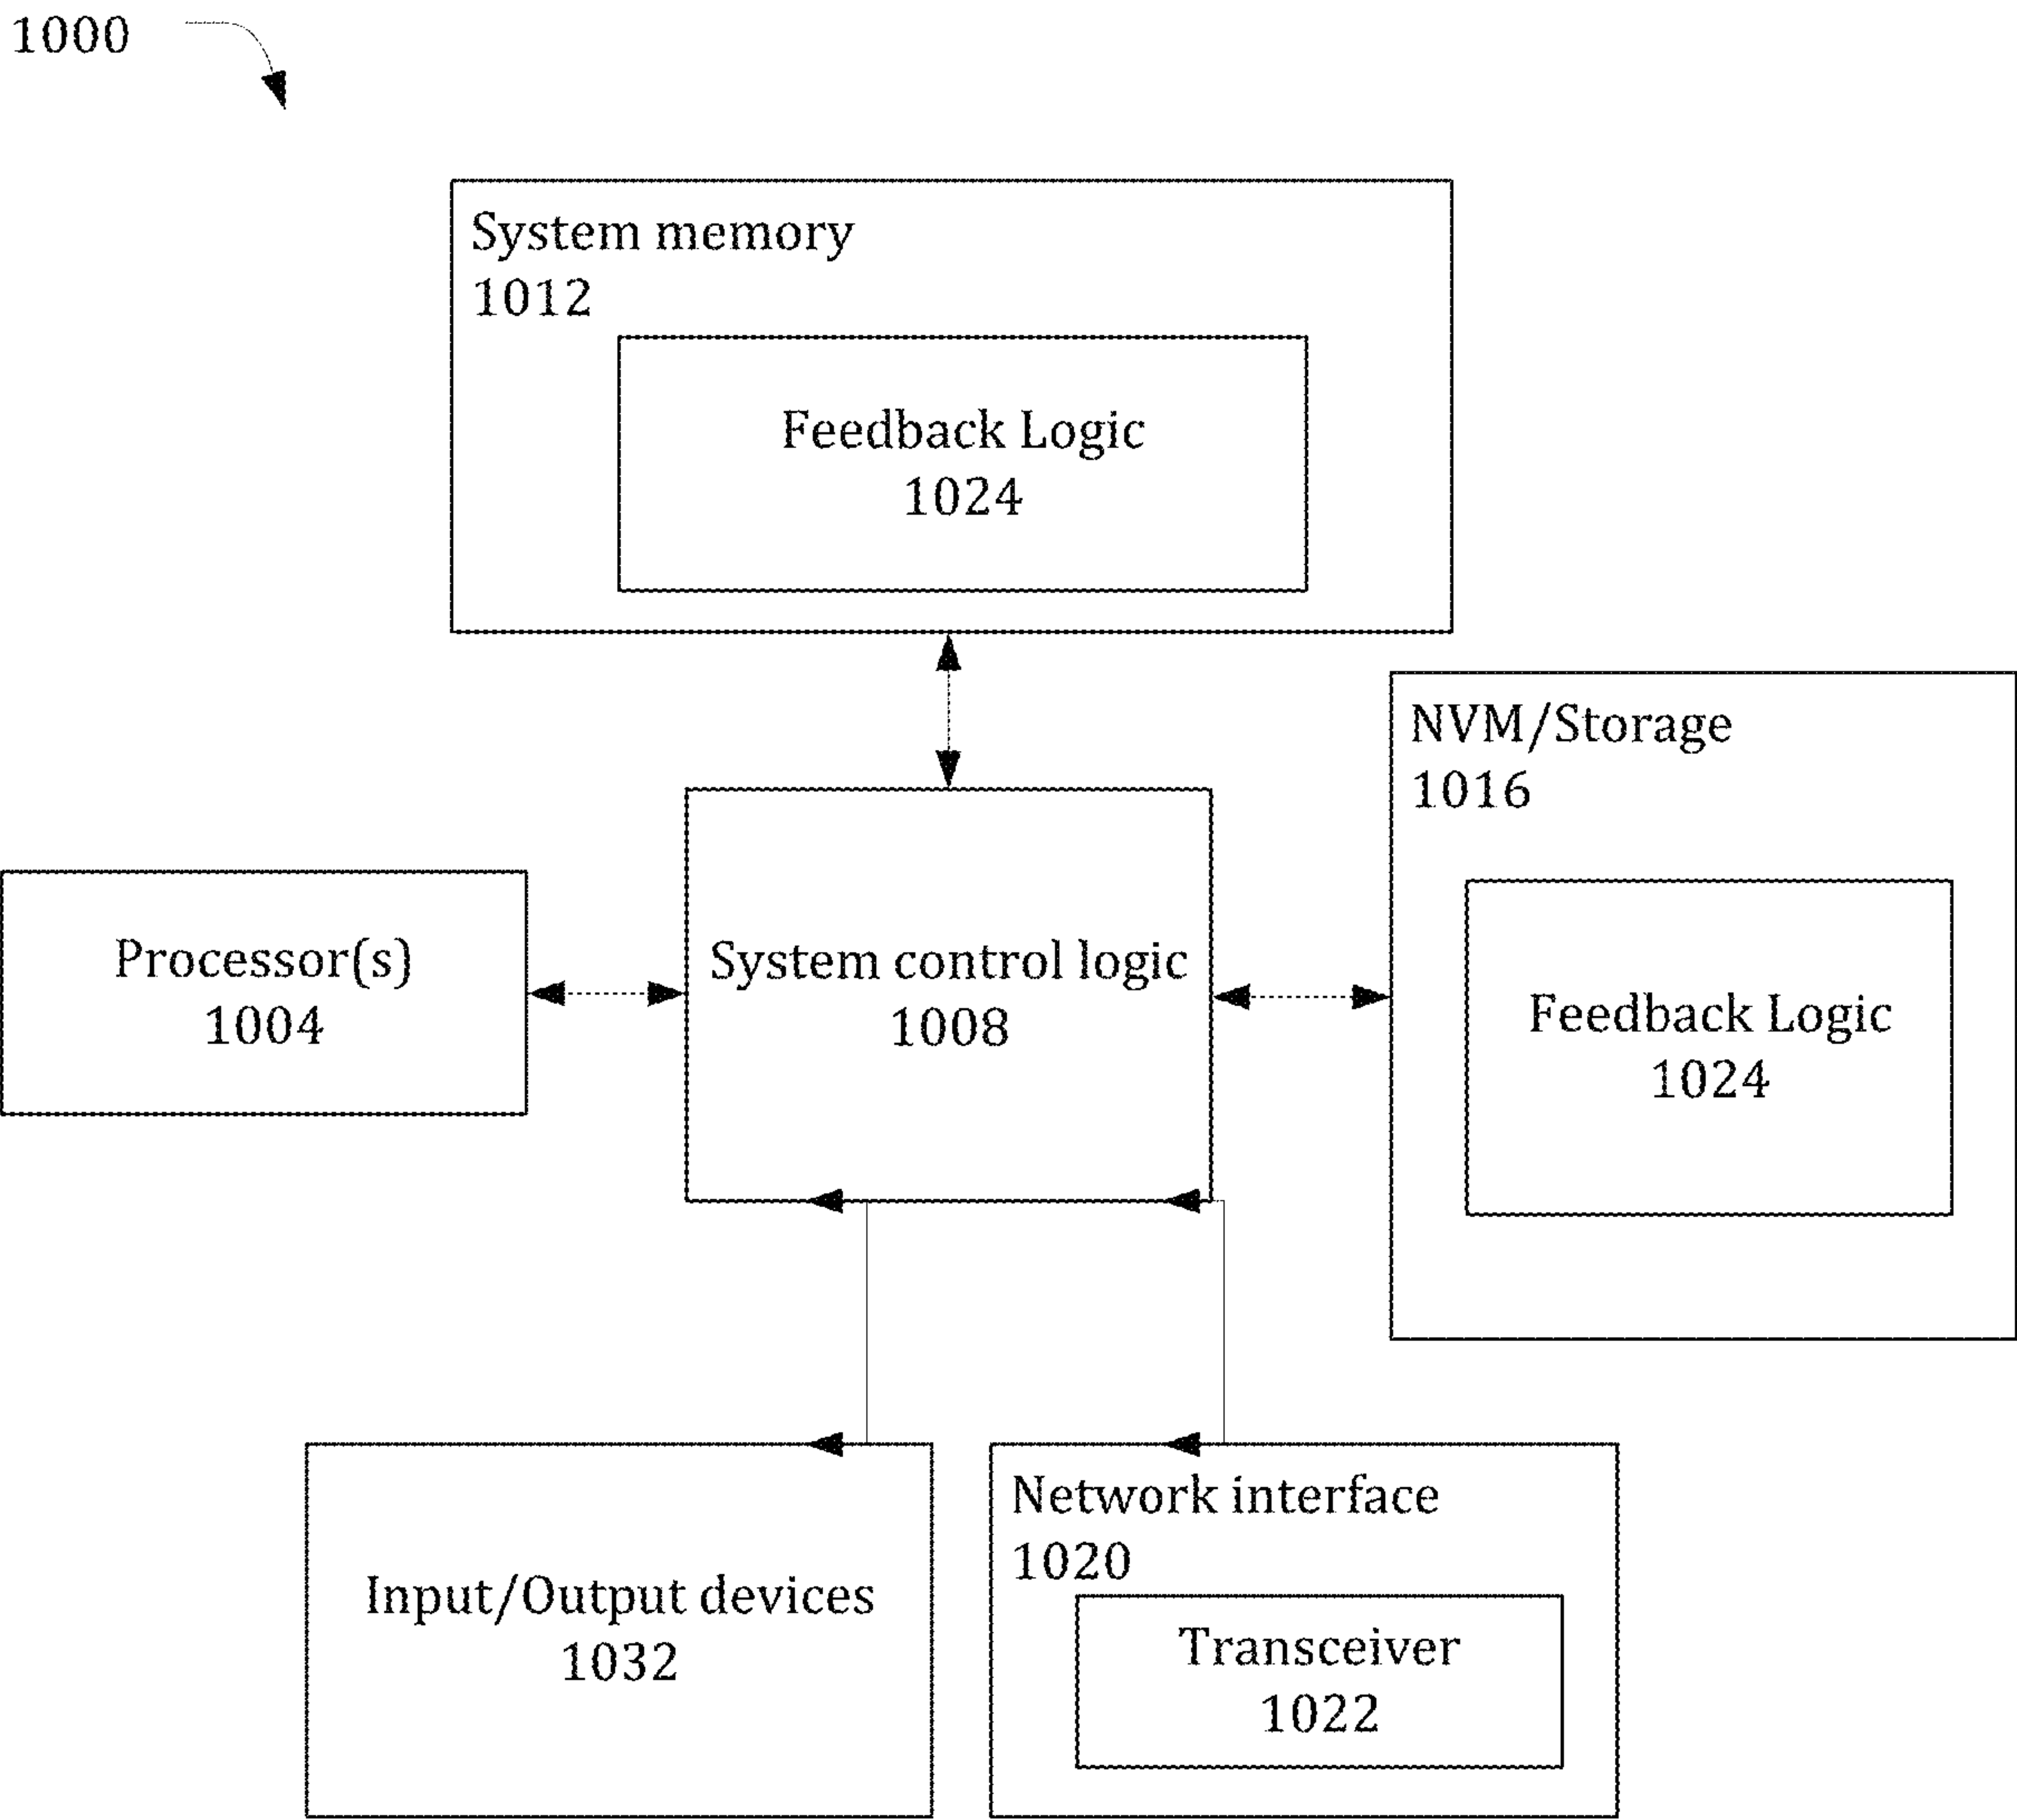 1000
System memory
1012
Feedback Logic
1024
NVM/Storage
1016
Feedback Logic
1024
Processor(s)
1004
System control logic
1008
Input/Output devices
1032
Network interface
1020
Transceiver
1022